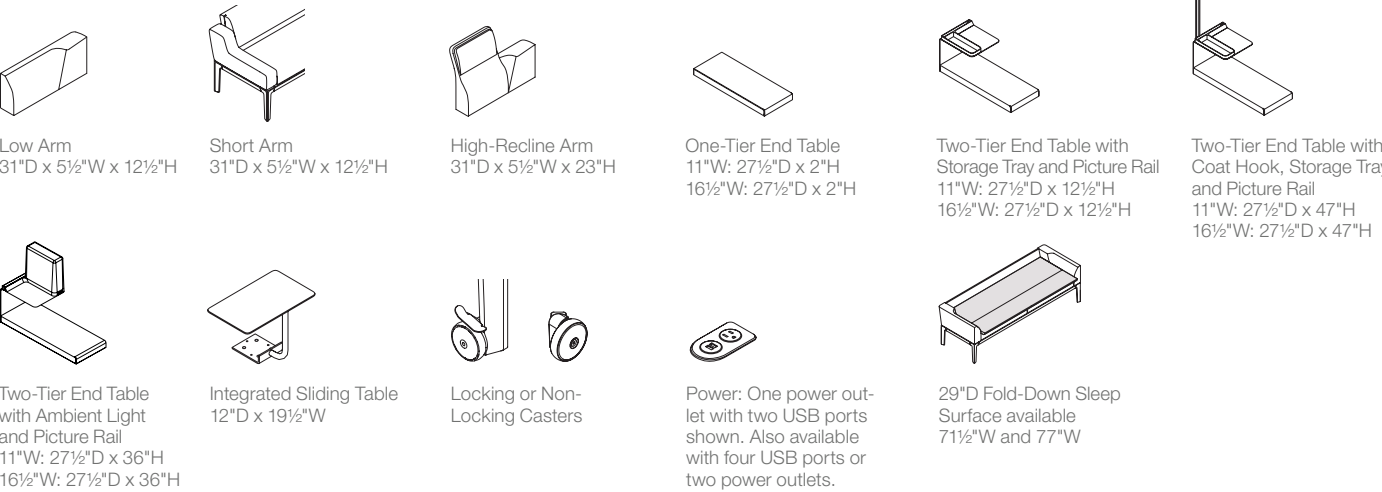 Low Arm
31"D x 5½"W x 12½"H
Short Arm
31"D x 5½"W x 12½"H
High-Recline Arm
31"D x 5½"W x 23"H
One-Tier End Table
11"W: 27½"D x 2"H
16½"W: 27½"D x 2"H
Two-Tier End Table with
Storage Tray and Picture Rail
11"W: 27½"D x 12½"H
16½"W: 27½"D x 12½"H
Two-Tier End Table with
Coat Hook, Storage Tray
and Picture Rail
11"W: 27½"D x 47"H
16½"W: 27½"D x 47"H
Two-Tier End Table
with Ambient Light
and Picture Rail
11"W: 27½"D x 36"H
16½"W: 27½"D x 36"H
Integrated Sliding Table
12"D x 19½"W
Locking or Non-
Locking Casters
Power: One power out-
let with two USB ports
shown. Also available
with four USB ports or
two power outlets.
29"D Fold-Down Sleep
Surface available
71½"W and 77"W